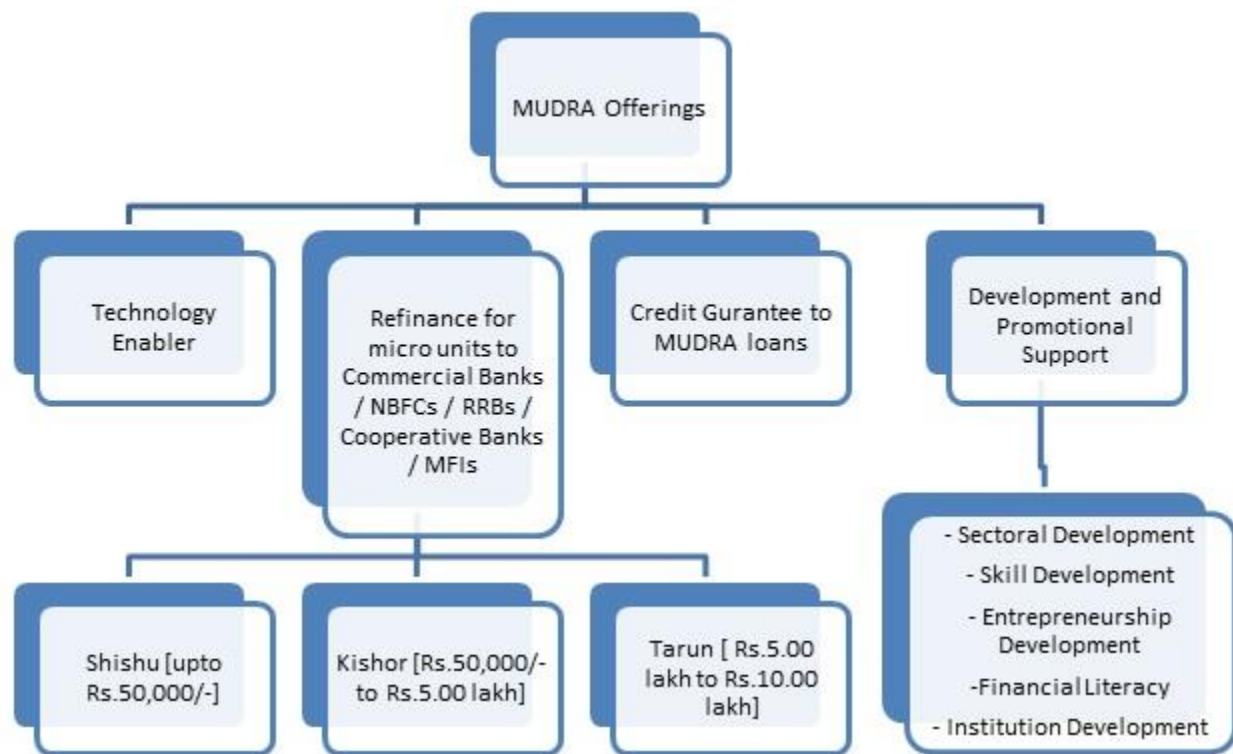 MUDRA Offerings
Technology
Enabler
Refinance for
micro units to
Commercial Banks
/ NBFCs / RRBs /
Cooperative Banks
/ MFIs
Credit Gurantee to
MUDRA loans
Development and
Promotional
Support
Shishu [upto
Rs.50,000/-]
Kishor [Rs.50,000/-
to Rs.5.00 lakh]
Tarun [ Rs.5.00
lakh to Rs.10.00
lakh]
- Sectoral Development
- Skill Development
- Entrepreneurship
Development
-Financial Literacy
- Institution Development